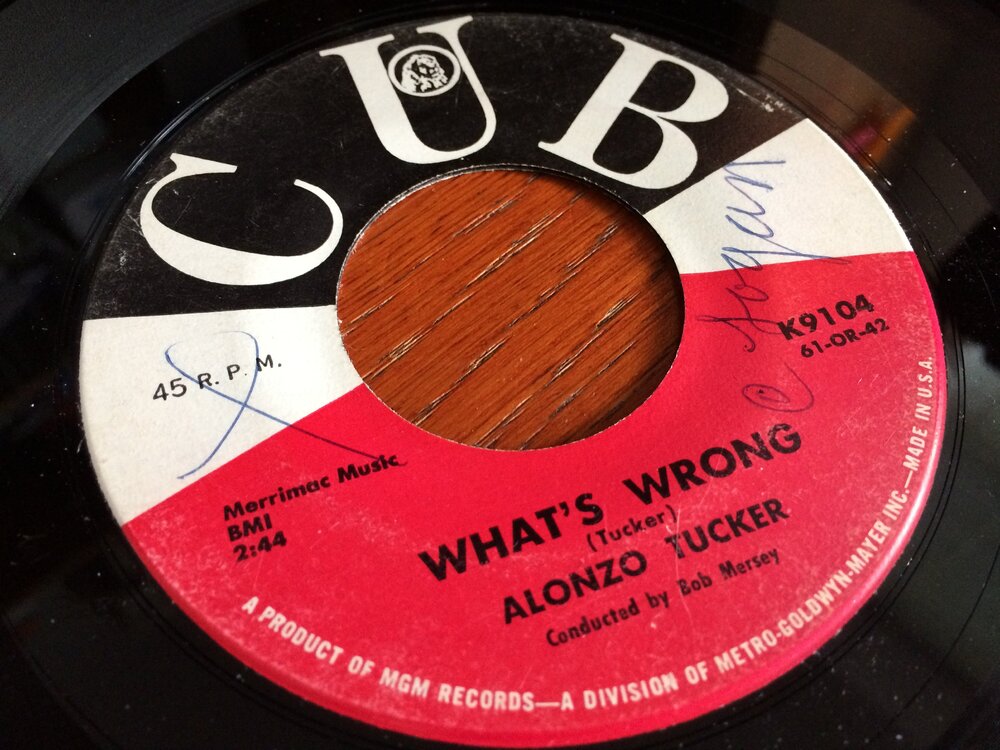 CUB
45 R. P. M.
Logan
K9104
61-OR-42
Merrimac Music
BMI
2:44
WHAT'S WRONG
(Tucker)
ALONZO TUCKER
Conducted by Bob Mersey
A PRODUCT OF MGM RECORDS—A DIVISION OF METRO-GOLDWYN-MAYER INC.—MADE IN U.S.A.